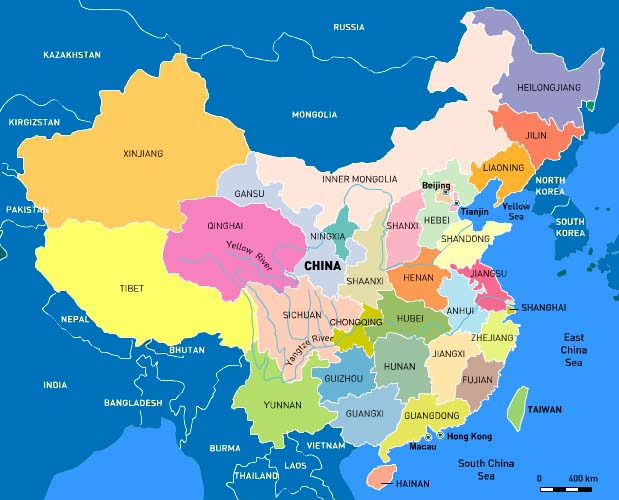 RUSSIA
KAZAKHSTAN
HEILONGJIANG
MONGOLIA
KIRGIZSTAN
JILIN
XINJIANG
LIAONING
INNER MONGOLIA
NORTH
KOREA
Beijing
GANSU
Tianjin
Yellow
Sea
PAKISTAN
HEBEI
SOUTH
KOREA
QINGHAI
NINGXIA
SHANXI
SHANDONG
Yellow River
CHINA
SHAANXI
HENAN
JIANGSU
TIBET
SICHUAN
CHONGQING
HUBEI
ANHUI
SHANGHAI
NEPAL
Yangtze River
ZHEJIANG
East
China
Sea
BHUTAN
JIANGXI
HUNAN
INDIA
GUIZHOU
FUJIAN
BANGLADESH
YUNNAN
GUANGXI
GUANGDONG
TAIWAN
Hong Kong
Macau
BURMA
VIETNAM
LAOS
THAILAND
South China
Sea
HAINAN
0 400 km